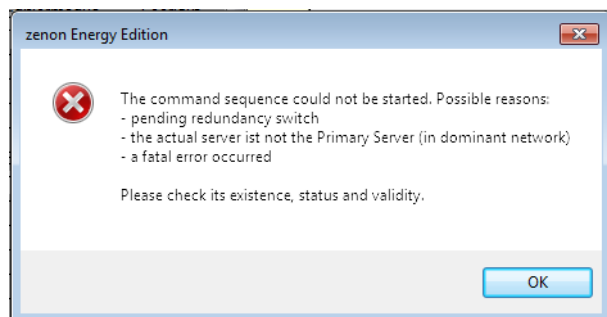 zenon Energy Edition
The command sequence could not be started. Possible reasons:
- pending redundancy switch
- the actual server ist not the Primary Server (in dominant network)
- a fatal error occurred
Please check its existence, status and validity.
OK